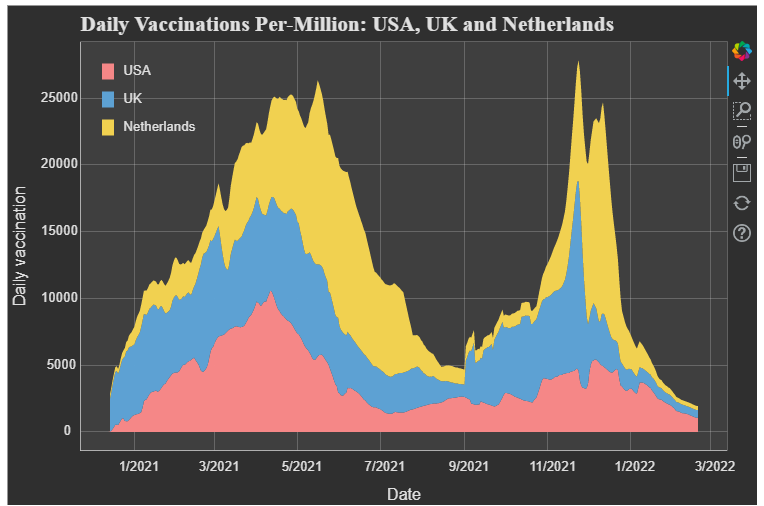 Daily Vaccinations Per-Million: USA, UK and Netherlands
USA
UK
Netherlands
25000
20000
15000
10000
5000
0
Daily vaccination
1/2021
3/2021
5/2021
7/2021
9/2021
11/2021
1/2022
3/2022
Date